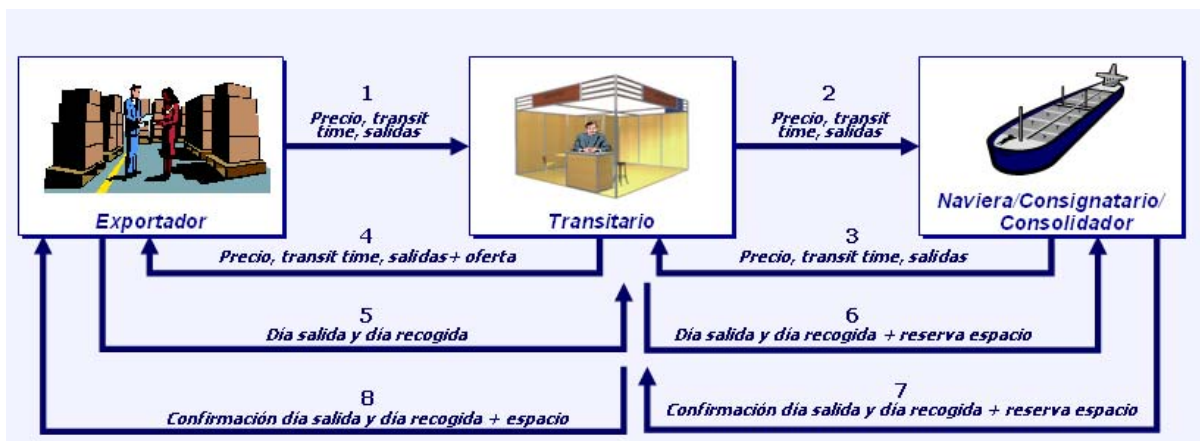 1
Precio, transit
time, salidas
2
Precio, transit
time, salidas
Exportador
Transitario
Naviera/Consignatario/
Consolidador
4
Precio, transit time, salidas+ oferta
3
Precio, transit time, salidas
5
Día salida y día recogida
6
Día salida y día recogida + reserva espacio
8
Confirmación día salida y día recogida + espacio
7
Confirmación día salida y día recogida + reserva espacio